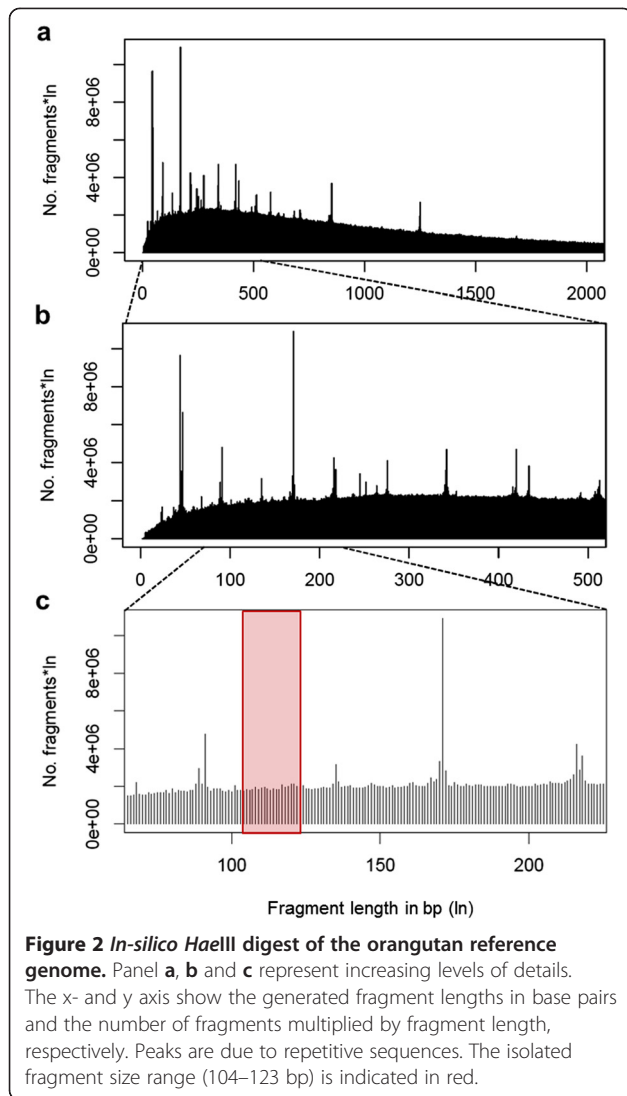 a
No. fragments*ln
0e+00 4e+06 8e+06
0 500 1000 1500 2000
b
No. fragments*ln
0e+00 4e+06 8e+06
0 100 200 300 400 500
c
No. fragments*ln
0e+00 4e+06 8e+06
100 150 200
Fragment length in bp (ln)
Figure 2 In-silico HaeIII digest of the orangutan reference
genome. Panel a, b and c represent increasing levels of details.
The x- and y axis show the generated fragment lengths in base pairs
and the number of fragments multiplied by fragment length,
respectively. Peaks are due to repetitive sequences. The isolated
fragment size range (104–123 bp) is indicated in red.